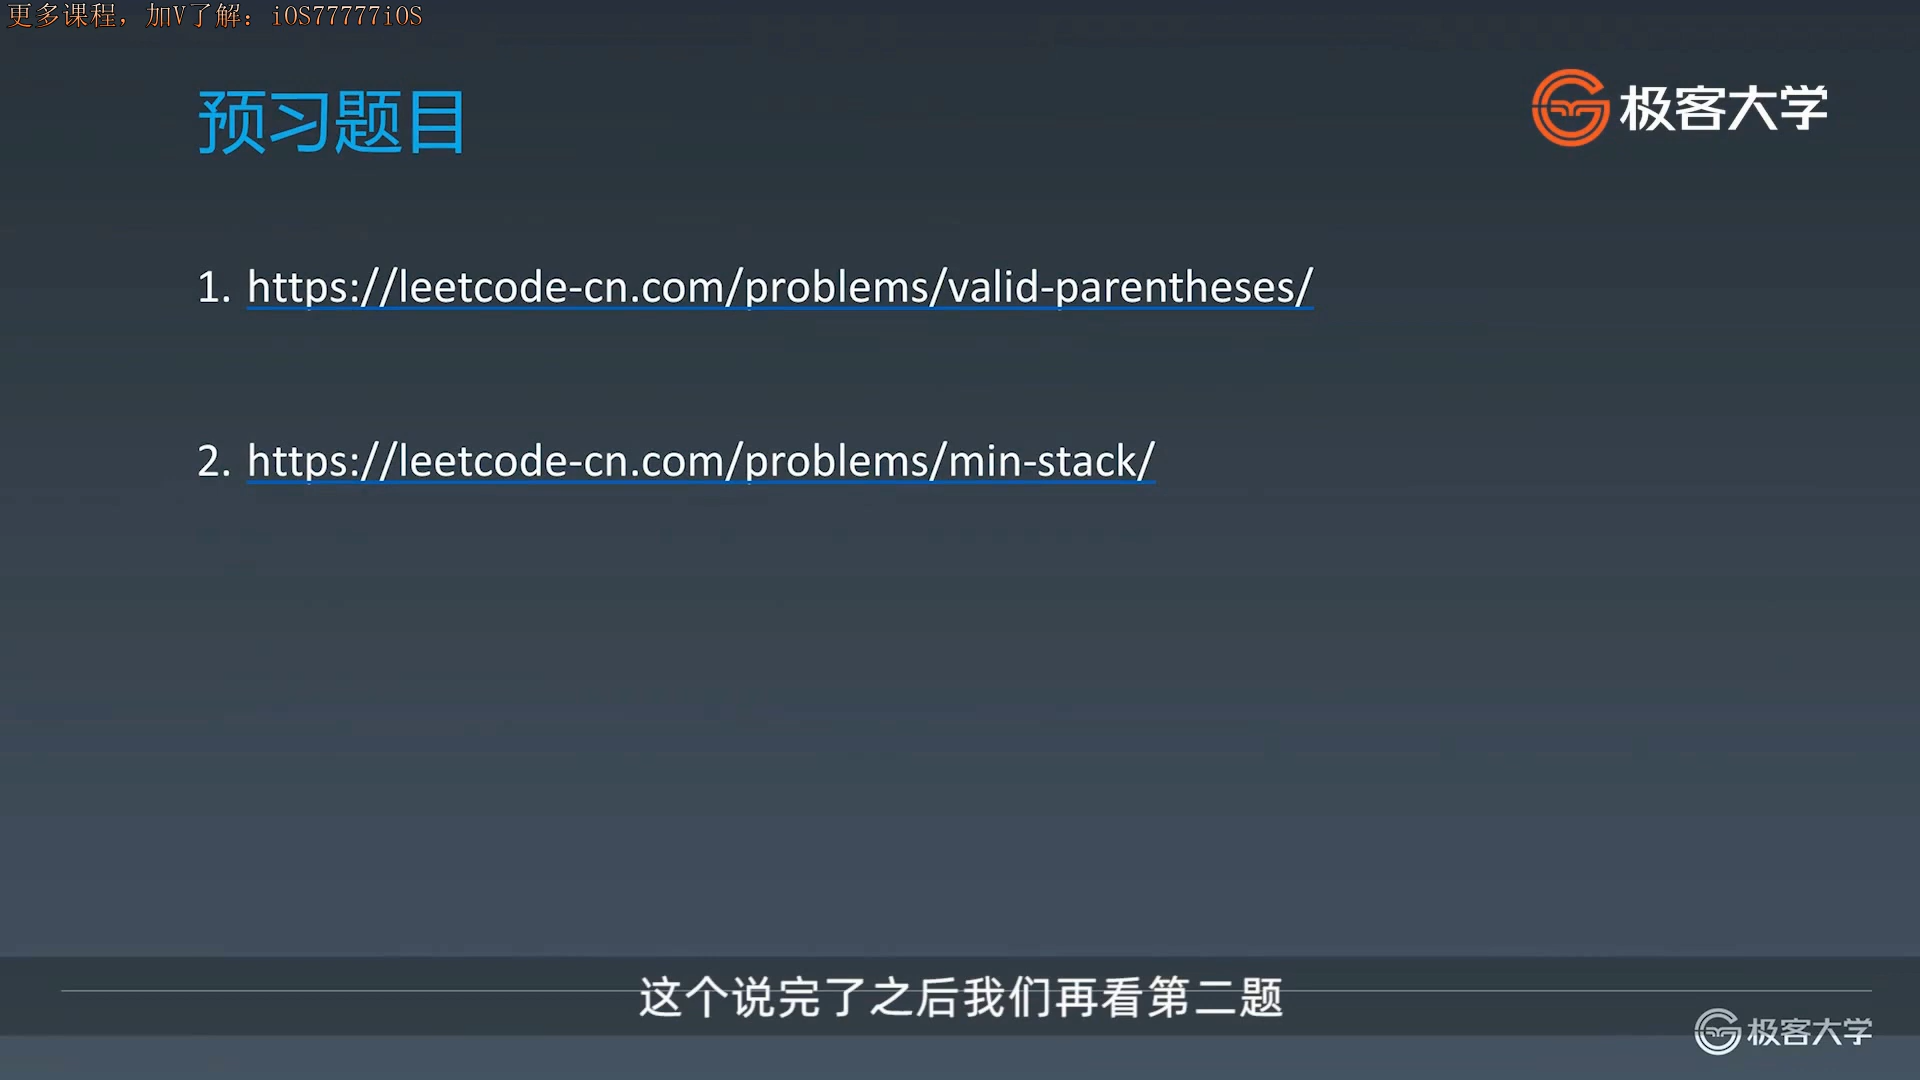 更多课程，加V了解：iOS77777iOS
预习题目
极客大学
1. https://leetcode-cn.com/problems/valid-parentheses/
2. https://leetcode-cn.com/problems/min-stack/
这个说完了之后我们再看第二题
极客大学